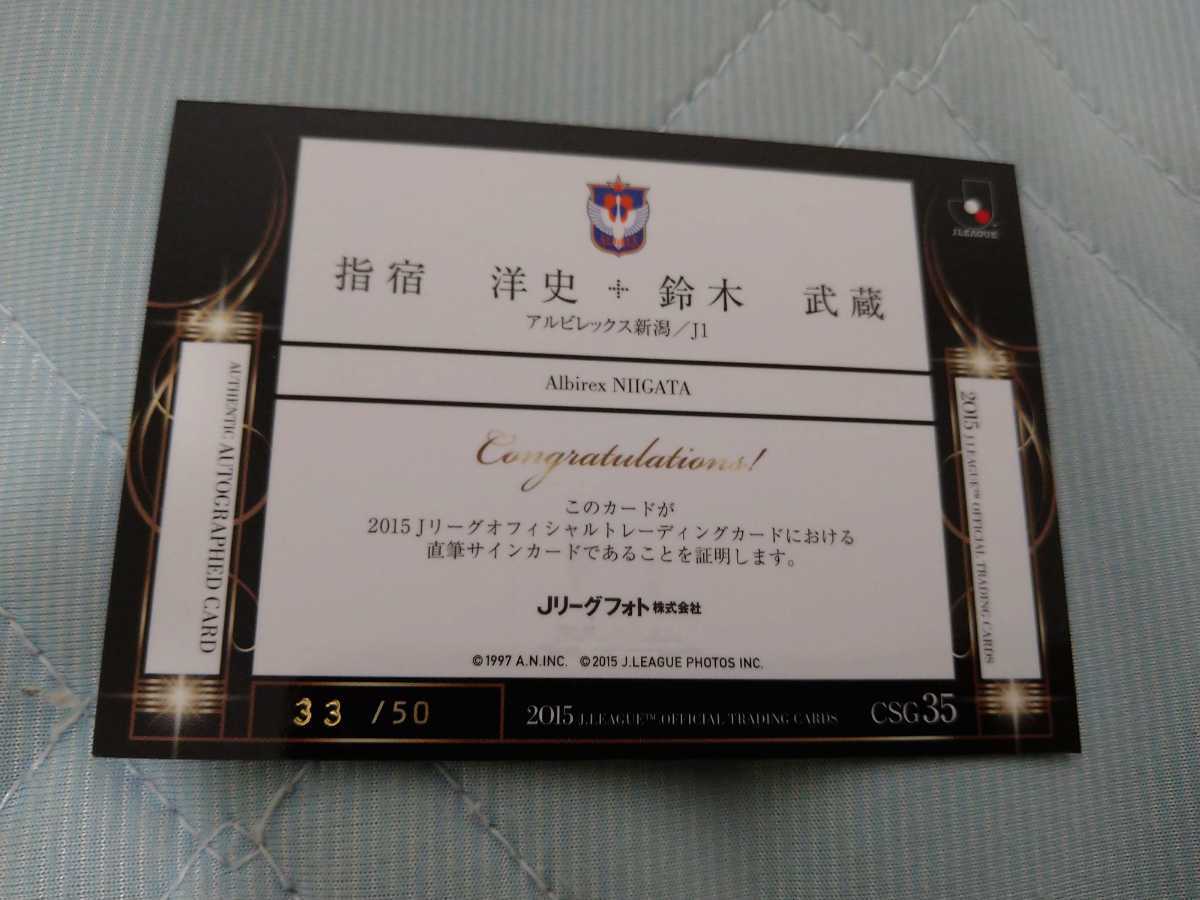 J.LEAGUE
指宿 洋史 + 鈴木 武蔵
アルビレックス新潟／J1
Albirex NIIGATA
Congratulations!
このカードが
2015 Jリーグオフィシャルトレーディングカードにおける
直筆サインカードであることを証明します。
Jリーグフォト株式会社
©1997 A.N.INC. ©2015 J.LEAGUE PHOTOS INC.
AUTHENTIC AUTOGRAPHED CARD
2015 J.LEAGUE™ OFFICIAL TRADING CARDS
33 /50
2015 J.LEAGUE™ OFFICIAL TRADING CARDS
CSG35